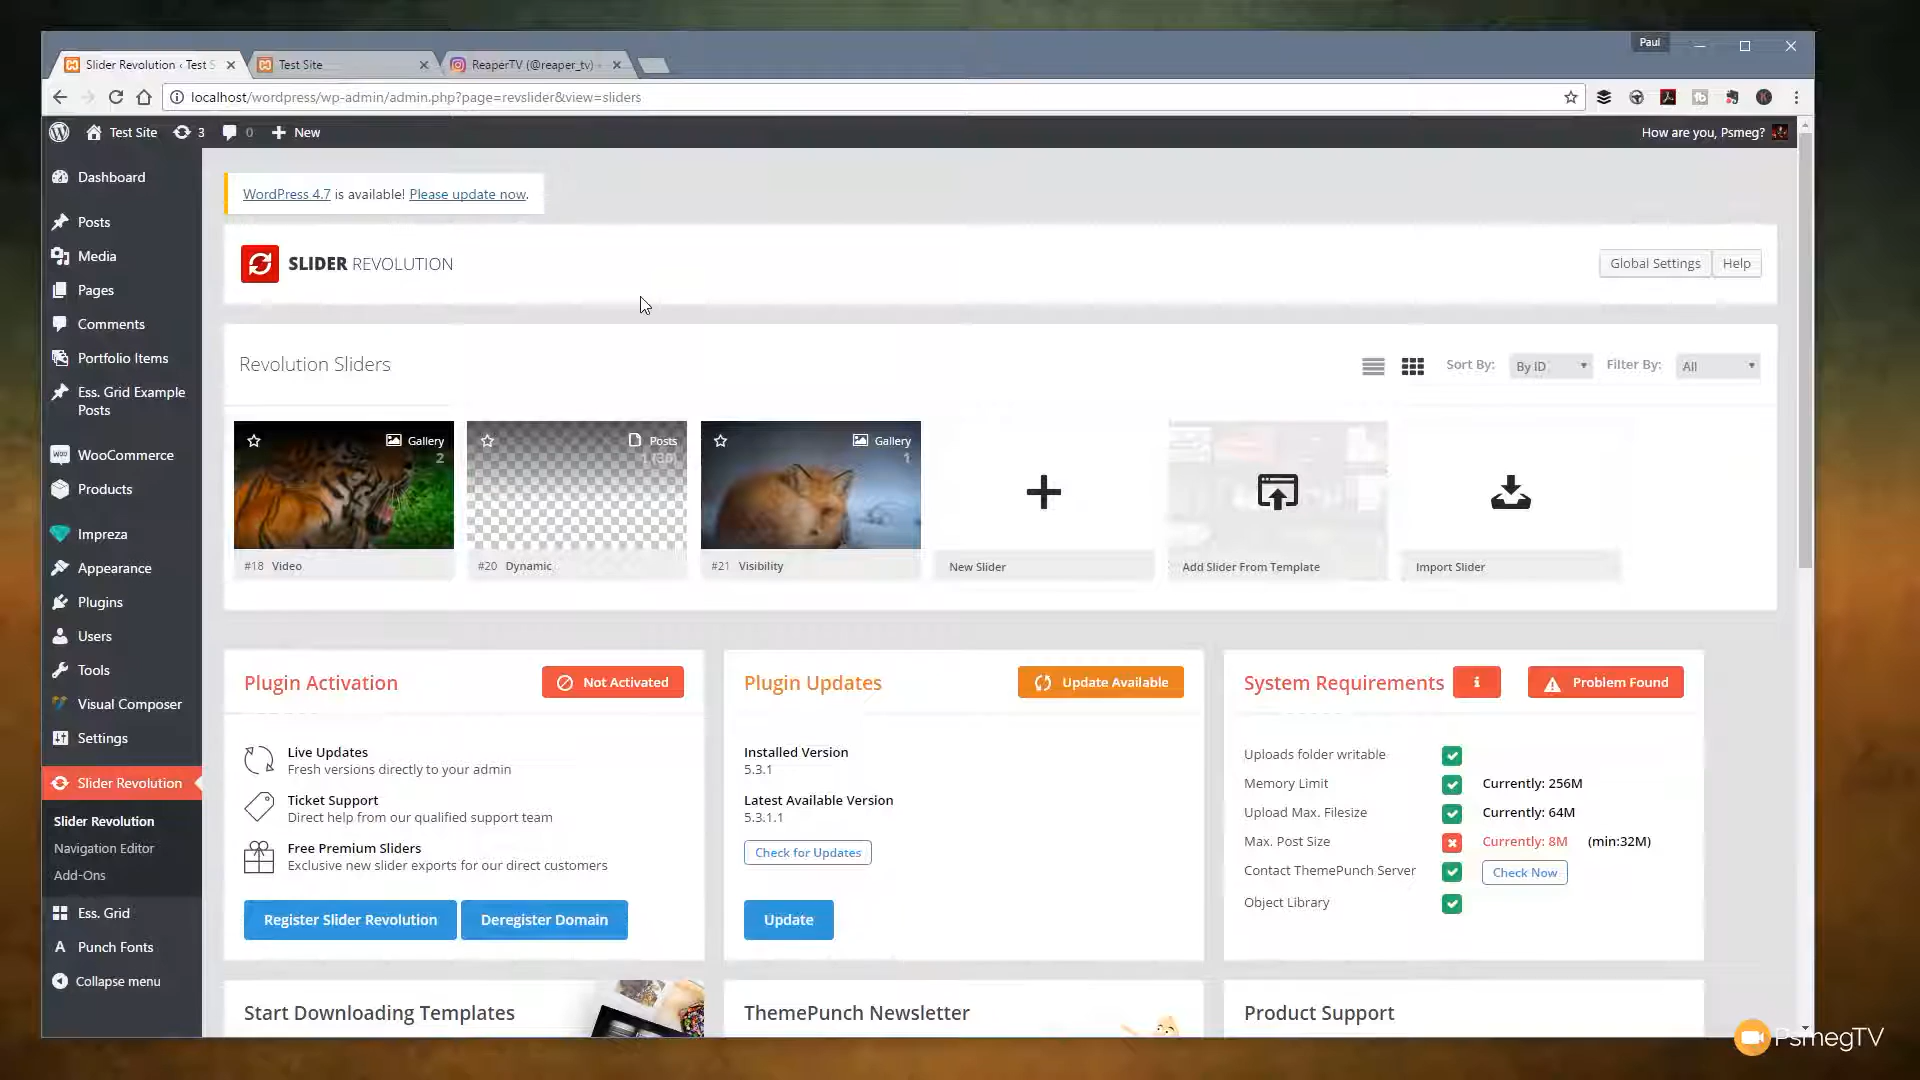 Paul
Slider Revolution ‹ Test S
Test Site
ReaperTV (@reaper_tv)
localhost/wordpress/wp-admin/admin.php?page=revslider&view=sliders
Test Site
3
0
New
How are you, Psmeg?
Dashboard
Posts
Media
Pages
Comments
Portfolio Items
Ess. Grid Example
Posts
WooCommerce
Products
Impreza
Appearance
Plugins
Users
Tools
Visual Composer
Settings
Slider Revolution
Slider Revolution
Navigation Editor
Add-Ons
Ess. Grid
Punch Fonts
Collapse menu
WordPress 4.7 is available! Please update now.
SLIDER REVOLUTION
Global Settings
Help
Revolution Sliders
Sort By:
By ID
Filter By:
All
Gallery
2
Posts
1 (30)
Gallery
1
#18 Video
#20 Dynamic
#21 Visibility
New Slider
Add Slider From Template
Import Slider
Plugin Activation
Not Activated
Live Updates
Fresh versions directly to your admin
Ticket Support
Direct help from our qualified support team
Free Premium Sliders
Exclusive new slider exports for our direct customers
Register Slider Revolution
Deregister Domain
Plugin Updates
Update Available
Installed Version
5.3.1
Latest Available Version
5.3.1.1
Check for Updates
Update
System Requirements
Problem Found
Uploads folder writable
Memory Limit
Currently: 256M
Upload Max. Filesize
Currently: 64M
Max. Post Size
Currently: 8M (min:32M)
Contact ThemePunch Server
Check Now
Object Library
Start Downloading Templates
ThemePunch Newsletter
Product Support
PsmegTV